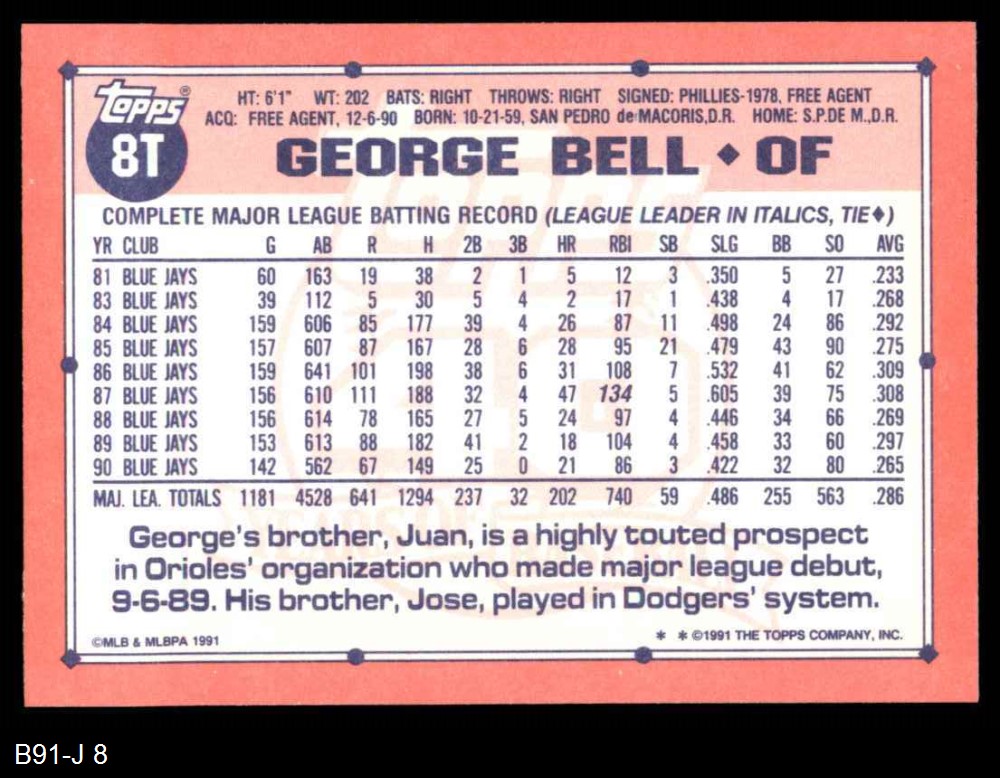 Topps®
8T
HT: 6'1" WT: 202 BATS: RIGHT THROWS: RIGHT SIGNED: PHILLIES-1978, FREE AGENT
ACQ: FREE AGENT, 12-6-90 BORN: 10-21-59, SAN PEDRO de MACORIS,D.R. HOME: S.P.DE M.,D.R.
GEORGE BELL ◆ OF
COMPLETE MAJOR LEAGUE BATTING RECORD (LEAGUE LEADER IN ITALICS, TIE◆)
YR CLUB G AB R H 2B 3B HR RBI SB SLG BB SO AVG
81 BLUE JAYS 60 163 19 38 2 1 5 12 3 .350 5 27 .233
83 BLUE JAYS 39 112 5 30 5 4 2 17 1 .438 4 17 .268
84 BLUE JAYS 159 606 85 177 39 4 26 87 11 .498 24 86 .292
85 BLUE JAYS 157 607 87 167 28 6 28 95 21 .479 43 90 .275
86 BLUE JAYS 159 641 101 198 38 6 31 108 7 .532 41 62 .309
87 BLUE JAYS 156 610 111 188 32 4 47 134 5 .605 39 75 .308
88 BLUE JAYS 156 614 78 165 27 5 24 97 4 .446 34 66 .269
89 BLUE JAYS 153 613 88 182 41 2 18 104 4 .458 33 60 .297
90 BLUE JAYS 142 562 67 149 25 0 21 86 3 .422 32 80 .265
MAJ. LEA. TOTALS 1181 4528 641 1294 237 32 202 740 59 .486 255 563 .286
George's brother, Juan, is a highly touted prospect
in Orioles' organization who made major league debut,
9-6-89. His brother, Jose, played in Dodgers' system.
©MLB & MLBPA 1991
* * ©1991 THE TOPPS COMPANY, INC.
B91-J 8